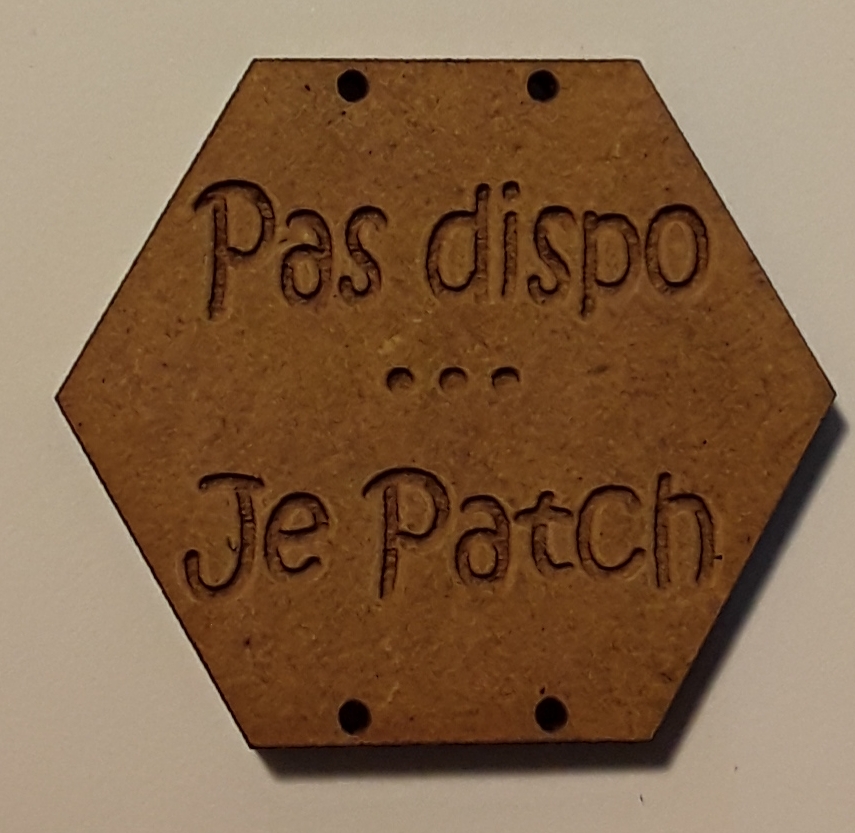 Pas dispo
...
Je Patch